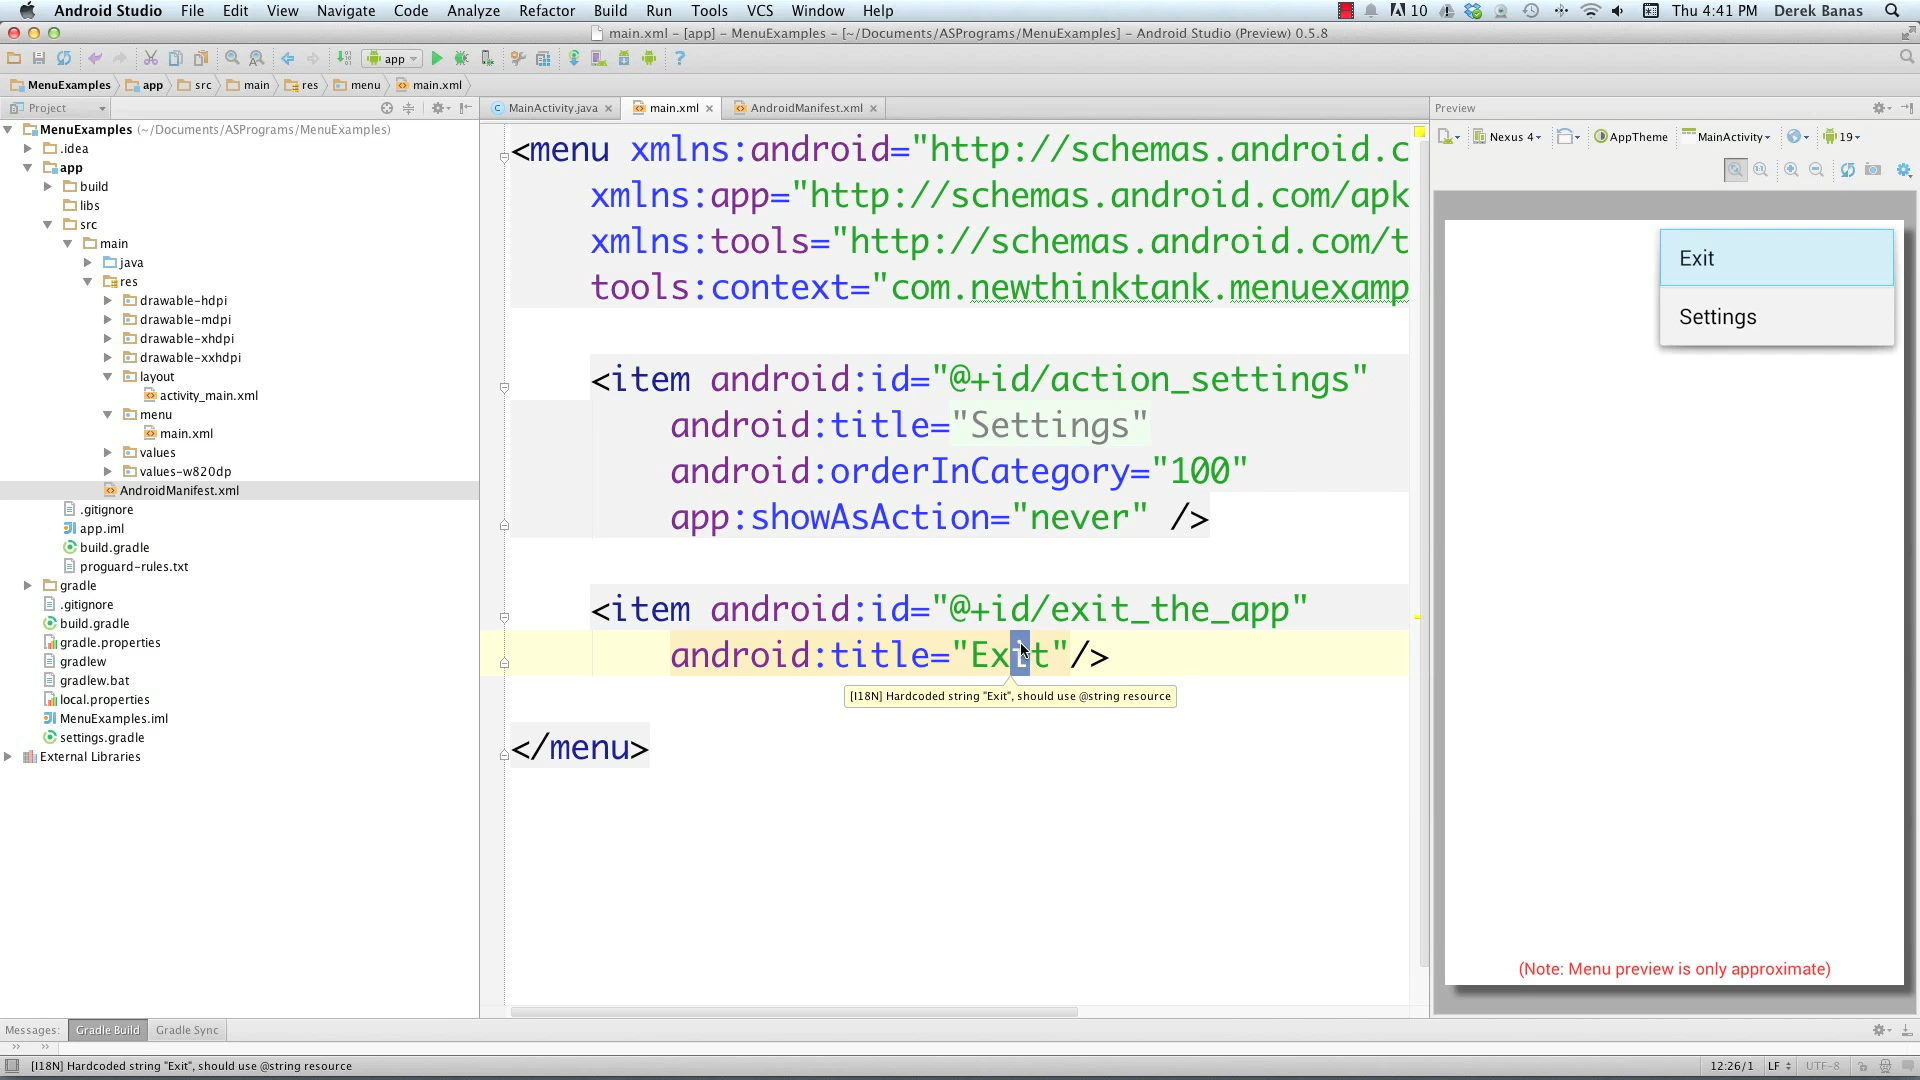 Android Studio File Edit View Navigate Code Analyze Refactor Build Run Tools VCS Window Help 10 Thu 4:41 PM Derek Banas
main.xml - [app] - MenuExamples - [~/Documents/ASPrograms/MenuExamples] - Android Studio (Preview) 0.5.8
app
MenuExamples app src main res menu main.xml
Project
MainActivity.java main.xml AndroidManifest.xml
Preview
MenuExamples (~/Documents/ASPrograms/MenuExamples)
.idea
app
build
libs
src
main
java
res
drawable-hdpi
drawable-mdpi
drawable-xhdpi
drawable-xxhdpi
layout
activity_main.xml
menu
main.xml
values
values-w820dp
AndroidManifest.xml
.gitignore
app.iml
build.gradle
proguard-rules.txt
gradle
.gitignore
build.gradle
gradle.properties
gradlew
gradlew.bat
local.properties
MenuExamples.iml
settings.gradle
External Libraries
<menu xmlns:android="http://schemas.android.c
xmlns:app="http://schemas.android.com/apk
xmlns:tools="http://schemas.android.com/t
tools:context="com.newthinktank.menuexamp
<item android:id="@+id/action_settings"
android:title="Settings"
android:orderInCategory="100"
app:showAsAction="never" />
<item android:id="@+id/exit_the_app"
android:title="Exit"/>
[I18N] Hardcoded string "Exit", should use @string resource
</menu>
Nexus 4 AppTheme MainActivity 19
Exit
Settings
(Note: Menu preview is only approximate)
Messages: Gradle Build Gradle Sync
[I18N] Hardcoded string "Exit", should use @string resource 12:26/1 LF UTF-8